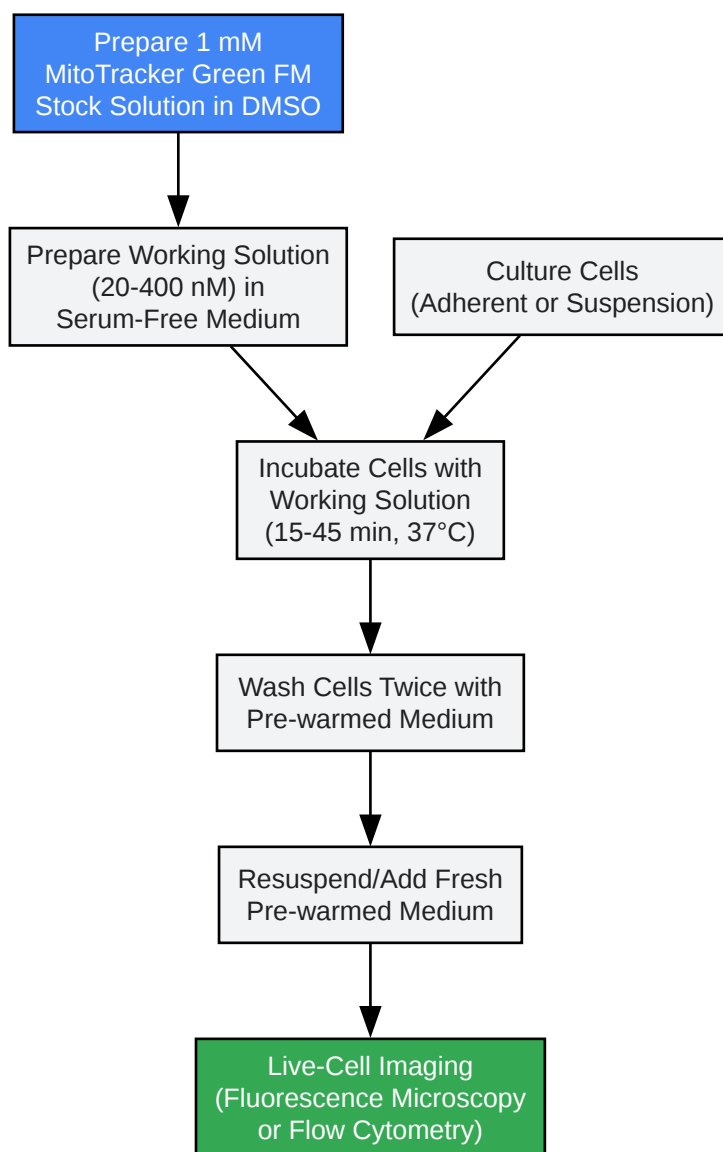 Prepare 1 mM
MitoTracker Green FM
Stock Solution in DMSO
Prepare Working Solution
(20-400 nM) in
Serum-Free Medium
Culture Cells
(Adherent or Suspension)
Incubate Cells with
Working Solution
(15-45 min, 37°C)
Wash Cells Twice with
Pre-warmed Medium
Resuspend/Add Fresh
Pre-warmed Medium
Live-Cell Imaging
(Fluorescence Microscopy
or Flow Cytometry)